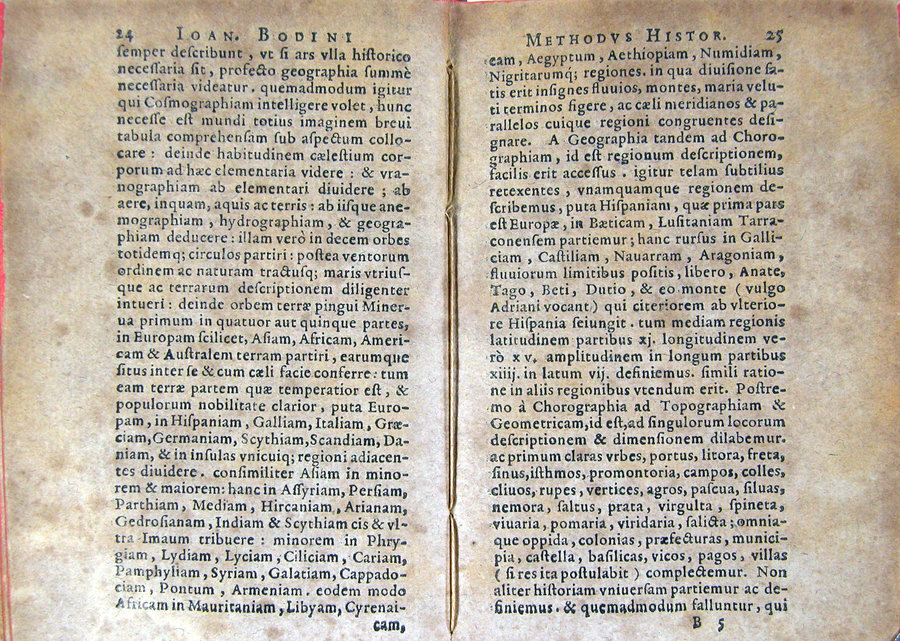 24 IOAN. BODINI
semper describunt, vt si ars vlla historico
necessaria sit, profecto geographia summè
necessaria videatur. quemadmodum igitur
qui Cosmographiam intelligere volet, hunc
necesse est mundi totius imaginem breui
tabula comprehensam sub aspectum collo-
care: deinde habitudinem cælestium cor-
porum ad hæc elementaria videre: & vra-
nographiam ab elementari diuidere; ab
aere, inquam, aquis ac terris: ab iisque ane-
mographiam, hydrographiam, & geogra-
phiam deducere: illam verò in decem orbes
totidemq; circulos partiri: postea ventorum
ordinem ac naturam tractusq; maris vtrius-
que ac terrarum descriptionem diligenter
intueri: deinde orbem terræ pingui Miner-
ua primum in quatuor aut quinque partes,
in Europam scilicet, Asiam, Africam, Ameri-
cam & Australem terram partiri, earumque
situs inter se & cum cæli facie conferre: tum
eam terræ partem quæ temperatior est, &
populorum nobilitate clarior, puta Euro-
pam, in Hispaniam, Galliam, Italiam, Græ-
ciam, Germaniam, Scythiam, Scandiam, Da-
niam, & in insulas vnicuiq; regioni adiacen-
tes diuidere. consimiliter Asiam in mino-
rem & maiorem: hanc in Assyriam, Persiam,
Parthiam, Mediam, Hircaniam, Arianam,
Gedrosianam, Indiam & Scythiam cis & vl-
tra Imaum tribuere: minorem in Phry-
giam, Lydiam, Lyciam, Ciliciam, Cariam,
Pamphyliam, Syriam, Galatiam, Cappado-
ciam, Pontum, Armeniam. eodem modo
Africam in Mauritaniam, Libyam, Cyrenai-
cam,
METHODVS HISTOR. 25
cam, Aegyptum, Aethiopiam, Numidiam,
Nigritarumq; regiones. in qua diuisione sa-
tis erit insignes fluuios, montes, maria velu-
ti terminos figere, ac cæli meridianos & pa-
rallelos cuique regioni congruentes desi-
gnare. A Geographia tandem ad Choro-
graphiam, id est regionum descriptionem,
facilis erit accessus. igitur telam subtilius
retexentes, vnamquamque regionem de-
scribemus, puta Hispaniam, quæ prima pars
est Europæ, in Bæticam, Lusitaniam Tarra-
conensem partiemur; hanc rursus in Galli-
ciam, Castiliam, Nauarram, Aragoniam,
fluuiorum limitibus positis, libero, Anate,
Tago, Beti, Durio, & eo monte (vulgo
Adriani vocant) qui citeriorem ab vlterio-
re Hispania seiungit. tum mediam regionis
latitudinem partibus xj. longitudinem ve-
rò xv. amplitudinem in longum partibus
xiiij. in latum vij. definiemus. simili ratio-
ne in aliis regionibus vtendum erit. Postre-
mo à Chorographia ad Topographiam &
Geometricam, id est, ad singulorum locorum
descriptionem & dimensionem dilabemur.
ac primum claras vrbes, portus, litora, freta,
sinus, isthmos, promontoria, campos, colles,
cliuos, rupes, vertices, agros, pascua, siluas,
nemora, saltus, prata, virgulta, spineta,
viuaria, pomaria, viridaria, salicta; omnia-
que oppida, colonias, præfecturas, munici-
pia, castella, basilicas, vicos, pagos, villas
(si res ita postulabit) complectemur. Non
aliter historiam vniuersam partiemur ac de-
finiemus. & quemadmodum falluntur, qui
B 5